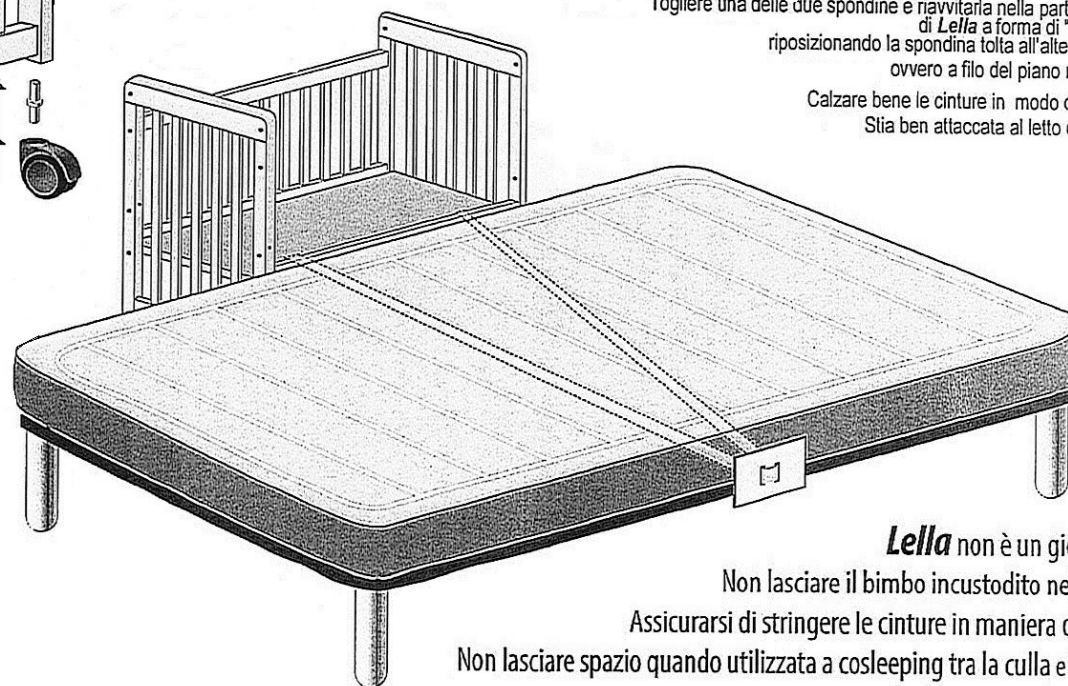 Togliere una delle due spondine e riavvitarla nella part
di Lella a forma di "
riposizionando la spondina tolta all'alte
ovvero a filo del piano
Calzare bene le cinture in modo
Stia ben attaccata al letto
Lella non è un gi
Non lasciare il bimbo incustodito ne
Assicurarsi di stringere le cinture in maniera
Non lasciare spazio quando utilizzata a cosleeping tra la culla e